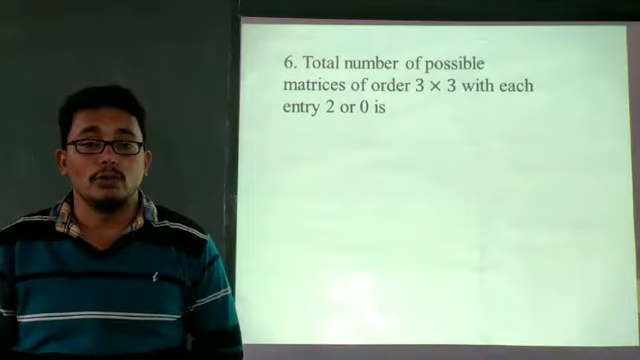 6. Total number of possible
matrices of order 3 × 3 with each
entry 2 or 0 is